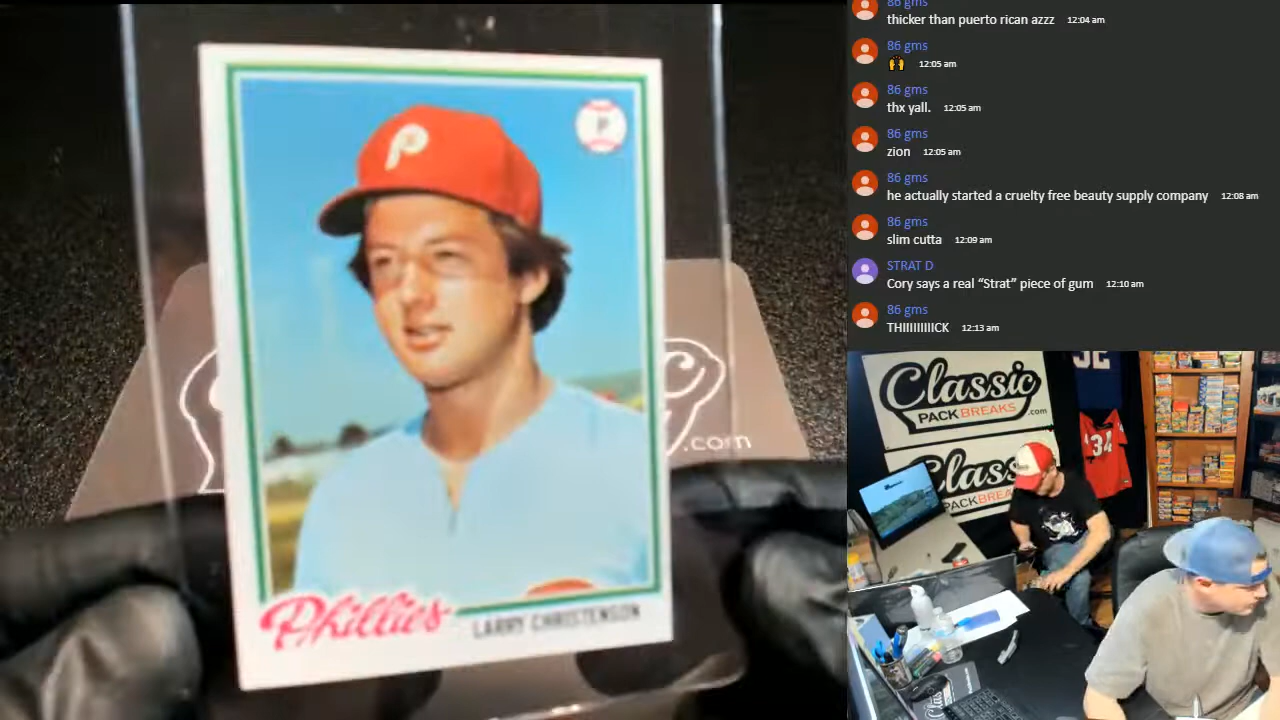 86 gms
thicker than puerto rican azzz 12:04 am
86 gms
12:05 am
86 gms
thx yall. 12:05 am
86 gms
zion 12:05 am
86 gms
he actually started a cruelty free beauty supply company 12:08 am
86 gms
slim cutta 12:09 am
STRAT D
Cory says a real “Strat” piece of gum 12:10 am
86 gms
THIIIIIIIIICK 12:13 am
P
P
Phillies
LARRY CHRISTENSON
c
.com
Classic
PACK BREAKS .com
Class
PACK BREA
34